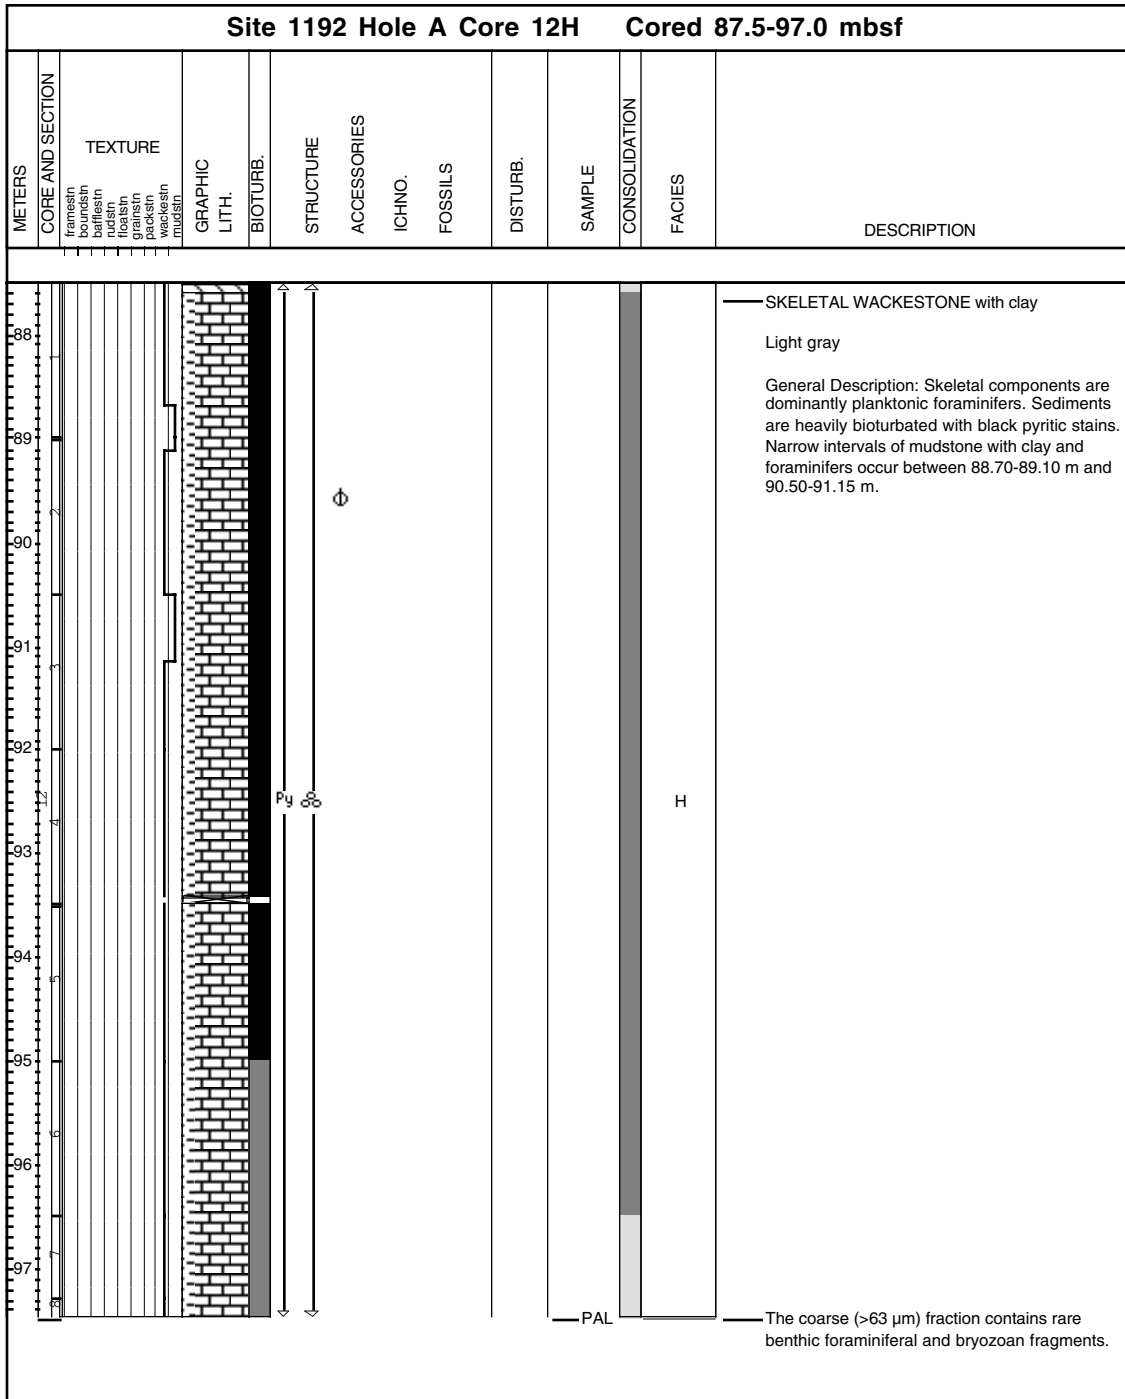 Site 1192 Hole A Core 12H Cored 87.5-97.0 mbsf
METERS
CORE AND SECTION
TEXTURE
framestn
boundstn
bafflestn
rudstn
floatstn
grainstn
packstn
wackestn
mudstn
GRAPHIC
LITH.
BIOTURB.
STRUCTURE
ACCESSORIES
ICHNO.
FOSSILS
DISTURB.
SAMPLE
CONSOLIDATION
FACIES
DESCRIPTION
SKELETAL WACKESTONE with clay
Light gray
General Description: Skeletal components are
dominantly planktonic foraminifers. Sediments
are heavily bioturbated with black pyritic stains.
Narrow intervals of mudstone with clay and
foraminifers occur between 88.70-89.10 m and
90.50-91.15 m.
88
1
89
2
90
91
3
92
12
Py
H
4
93
94
5
95
6
96
7
97
8
PAL
The coarse (>63 µm) fraction contains rare
benthic foraminiferal and bryozoan fragments.